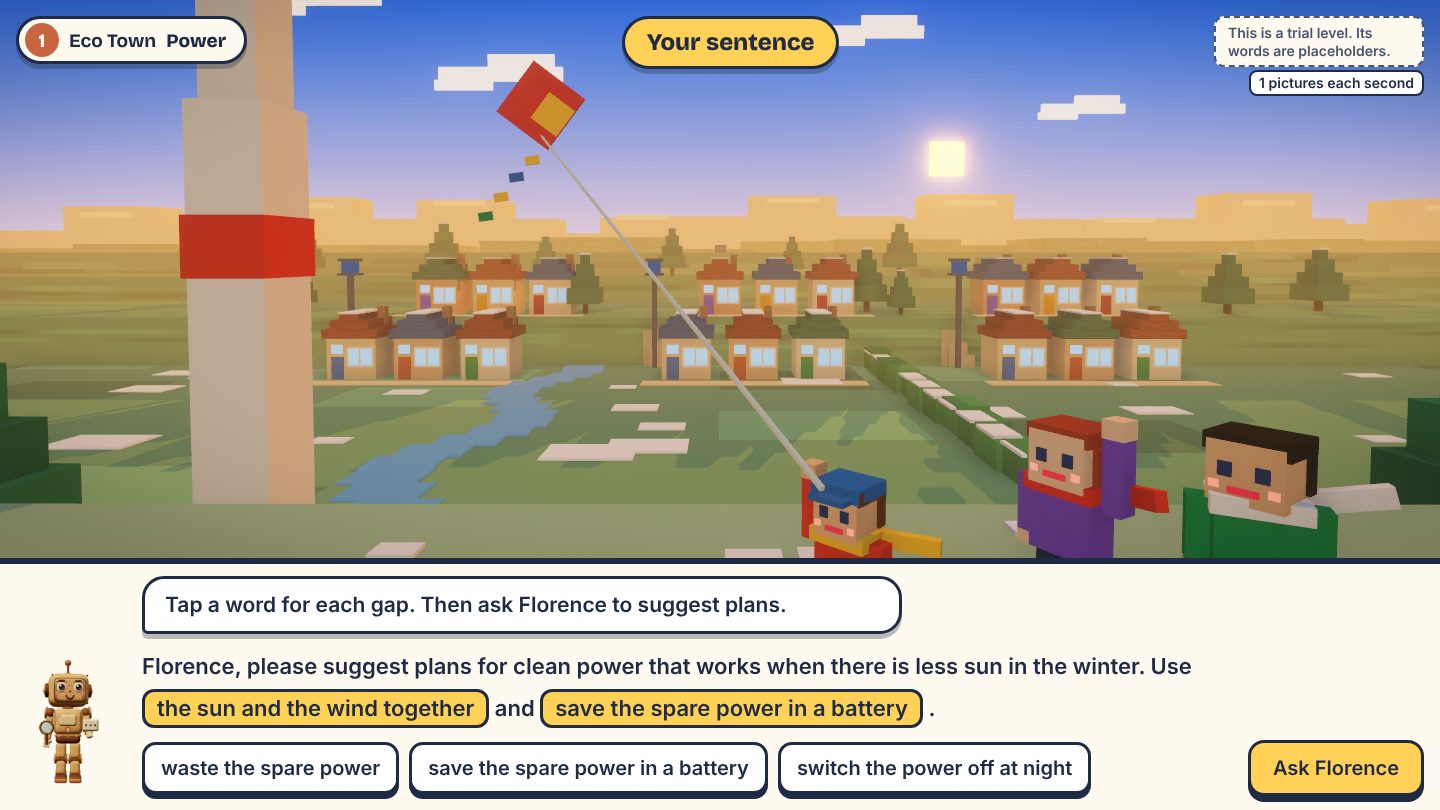 1 Eco Town Power
Your sentence
This is a trial level. Its
words are placeholders.
1 pictures each second
Tap a word for each gap. Then ask Florence to suggest plans.
Florence, please suggest plans for clean power that works when there is less sun in the winter. Use
the sun and the wind together and save the spare power in a battery .
waste the spare power
save the spare power in a battery
switch the power off at night
Ask Florence